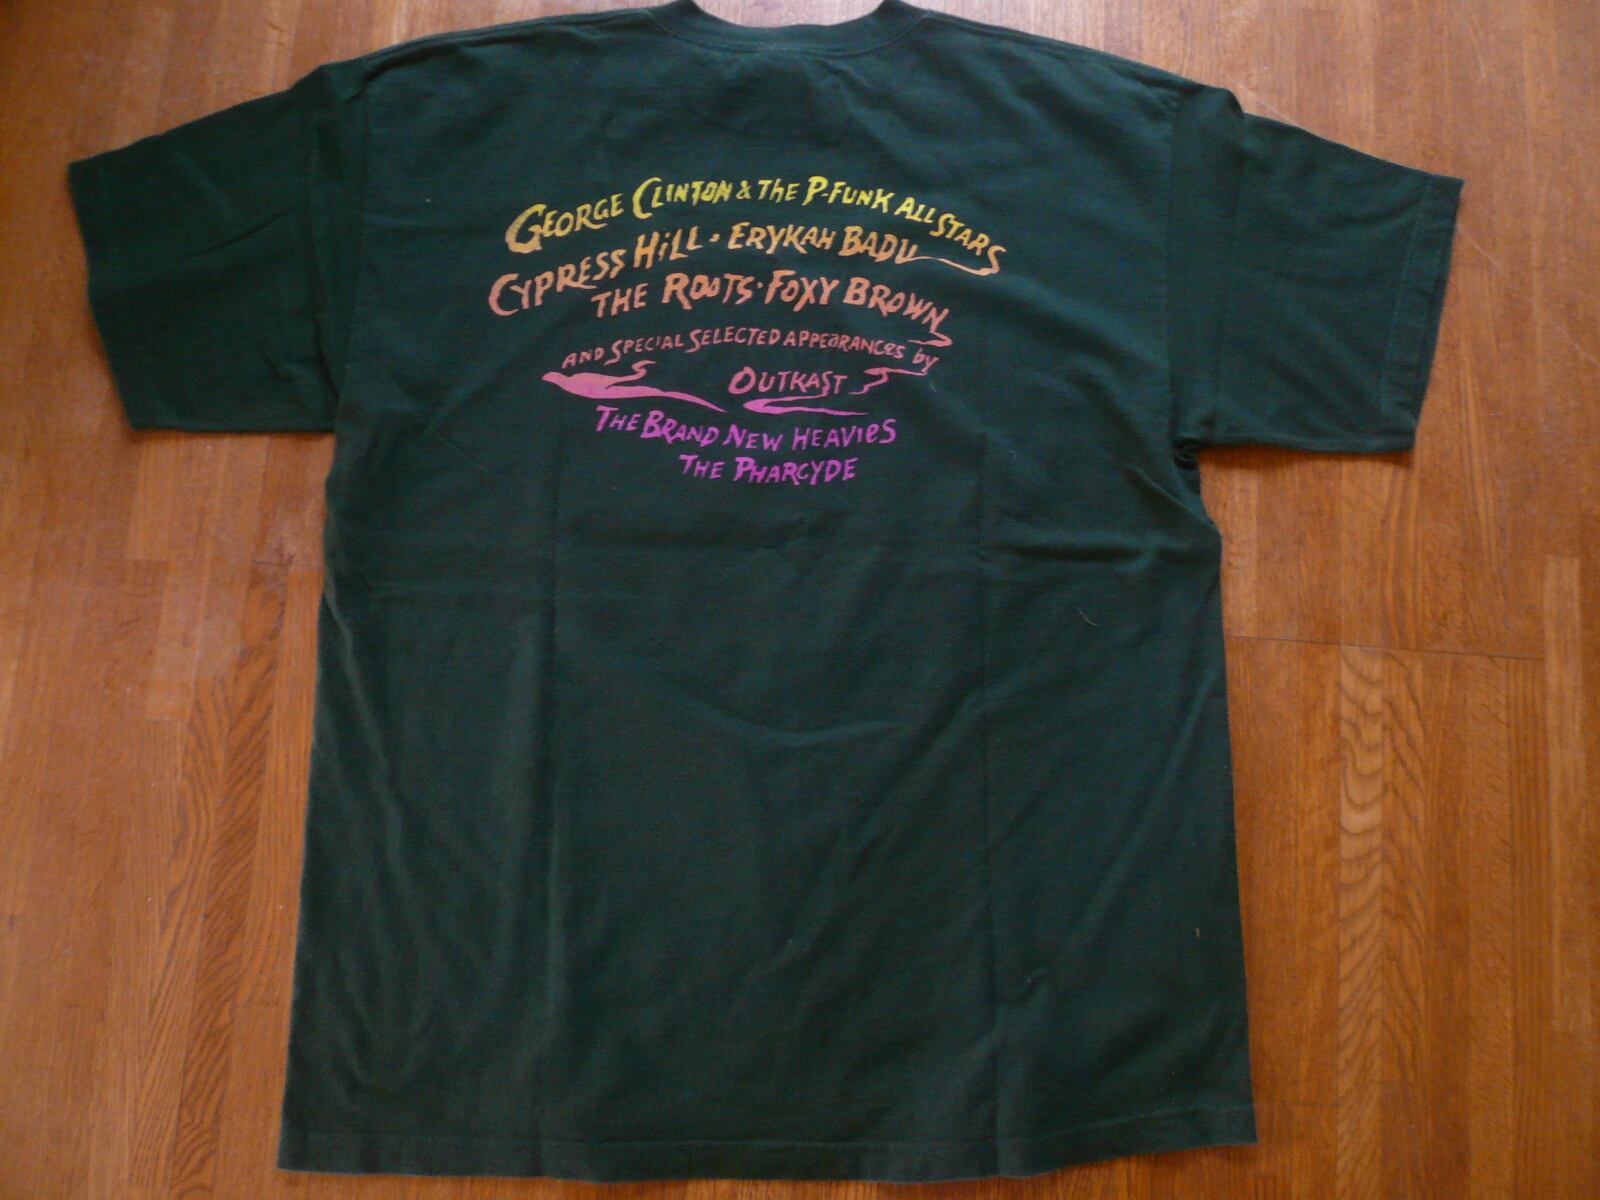 GEORGE CLINTON & THE P-FUNK ALL STARS
CYPRESS HILL · ERYKAH BADU
THE ROOTS · FOXY BROWN
AND SPECIAL SELECTED APPEARANCES by
OUTKAST
THE BRAND NEW HEAVIES
THE PHARCYDE